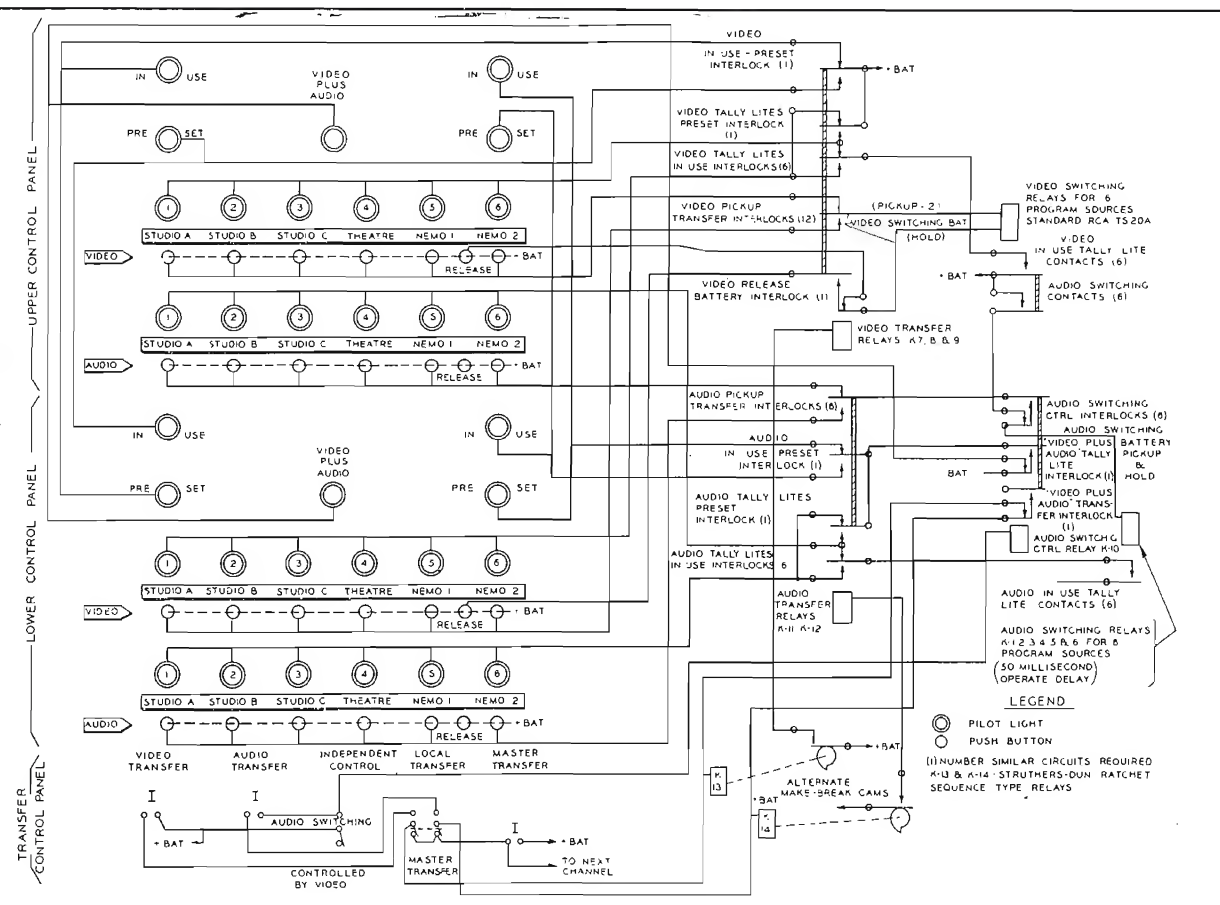 UPPER CONTROL PANEL
LOWER CONTROL PANEL
TRANSFER
CONTROL PANEL
IN USE
VIDEO
PLUS
AUDIO
IN USE
PRE SET
PRE SET
1 2 3 4 5 6
STUDIO A STUDIO B STUDIO C THEATRE NEMO 1 NEMO 2
VIDEO
- BAT
RELEASE
1 2 3 4 5 6
STUDIO A STUDIO B STUDIO C THEATRE NEMO 1 NEMO 2
AUDIO
- BAT
RELEASE
IN USE
VIDEO
PLUS
AUDIO
IN USE
PRE SET
PRE SET
1 2 3 4 5 6
STUDIO A STUDIO B STUDIO C THEATRE NEMO 1 NEMO 2
VIDEO
- BAT
RELEASE
1 2 3 4 5 6
STUDIO A STUDIO B STUDIO C THEATRE NEMO 1 NEMO 2
AUDIO
- BAT
RELEASE
VIDEO
TRANSFER
AUDIO
TRANSFER
INDEPENDENT
CONTROL
LOCAL
TRANSFER
MASTER
TRANSFER
I
I
AUDIO SWITCHING
+ BAT
CONTROLLED
BY VIDEO
MASTER
TRANSFER
I
+ BAT
TO NEXT
CHANNEL
VIDEO
IN USE - PRESET
INTERLOCK (1)
+ BAT
VIDEO TALLY LITES
PRESET INTERLOCK
(1)
VIDEO TALLY LITES
IN USE INTERLOCKS (6)
VIDEO PICKUP
TRANSFER INTERLOCKS (12)
(PICKUP - 2)
VIDEO SWITCHING BAT
(HOLD)
VIDEO SWITCHING
RELAYS FOR 6
PROGRAM SOURCES
STANDARD RCA TS20A
VIDEO
IN USE TALLY LITE
CONTACTS (6)
+ BAT
AUDIO SWITCHING
CONTACTS (6)
VIDEO RELEASE
BATTERY INTERLOCK (1)
VIDEO TRANSFER
RELAYS K7, 8 & 9
AUDIO PICKUP
TRANSFER INTERLOCKS (6)
AUDIO
IN USE PRESET
INTERLOCK (1)
AUDIO TALLY LITES
PRESET
INTERLOCK (1)
AUDIO TALLY LITES
IN USE INTERLOCKS 6
AUDIO
TRANSFER
RELAYS
K-11 K-12
AUDIO SWITCHING
CTRL INTERLOCKS (6)
AUDIO SWITCHING
BATTERY
PICKUP
&
HOLD
"VIDEO PLUS
AUDIO" TALLY
LITE
INTERLOCK (1)
BAT
"VIDEO PLUS
AUDIO" TRANS-
FER INTERLOCK
(1)
AUDIO SWITCH'G
CTRL RELAY K-10
AUDIO IN USE TALLY
LITE CONTACTS (6)
AUDIO SWITCHING RELAYS
K-1 2 3 4 5 & 6 FOR 6
PROGRAM SOURCES
(50 MILLISECOND
OPERATE DELAY)
LEGEND
PILOT LIGHT
PUSH BUTTON
(1) NUMBER SIMILAR CIRCUITS REQUIRED
K-13 & K-14 - STRUTHERS-DUN RATCHET
SEQUENCE TYPE RELAYS
K
13
+ BAT
ALTERNATE
MAKE-BREAK CAMS
+BAT
K
14